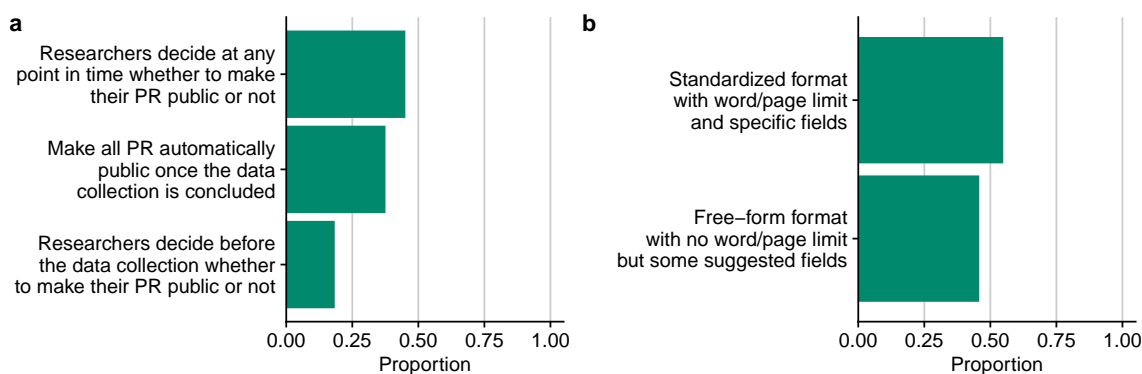 a
Researchers decide at any
point in time whether to make
their PR public or not
Make all PR automatically
public once the data
collection is concluded
Researchers decide before
the data collection whether
to make their PR public or not
0.00 0.25 0.50 0.75 1.00
Proportion
b
Standardized format
with word/page limit
and specific fields
Free−form format
with no word/page limit
but some suggested fields
0.00 0.25 0.50 0.75 1.00
Proportion